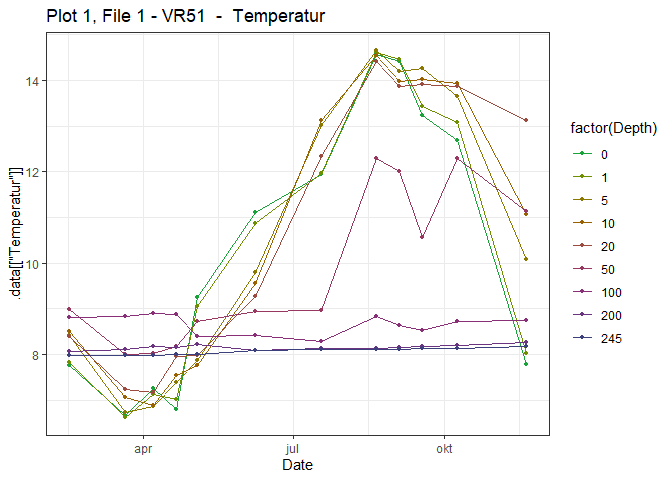 Plot 1, File 1 - VR51  -  Temperatur
.data[["Temperatur"]]
14
12
10
8
apr
jul
okt
Date
factor(Depth)
0
1
5
10
20
50
100
200
245